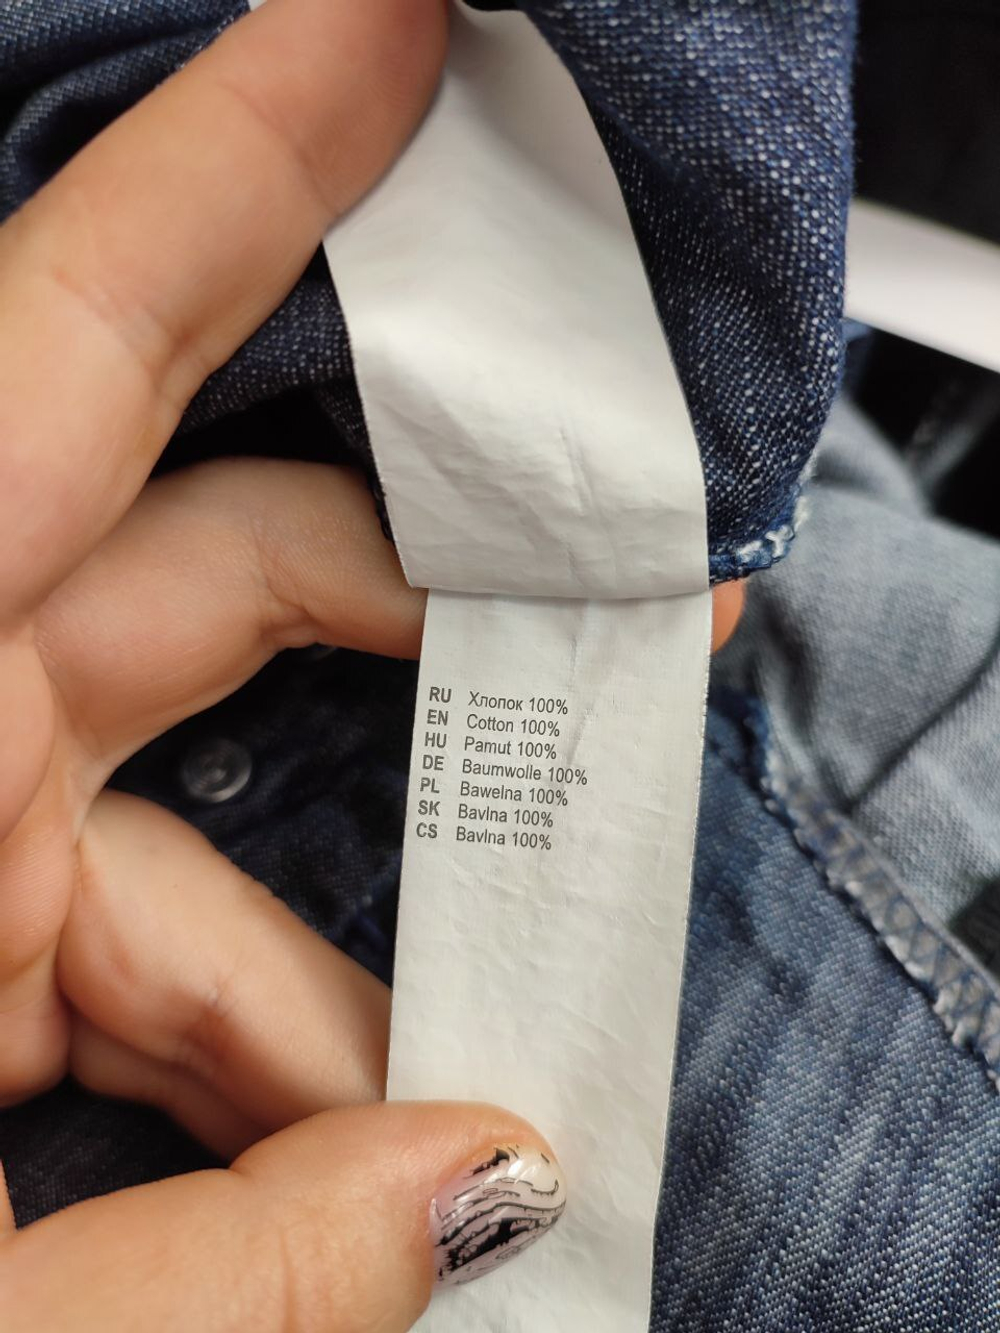 RU Хлопок 100%
EN Cotton 100%
HU Pamut 100%
DE Baumwolle 100%
PL Bawełna 100%
SK Bavlna 100%
CS Bavlna 100%